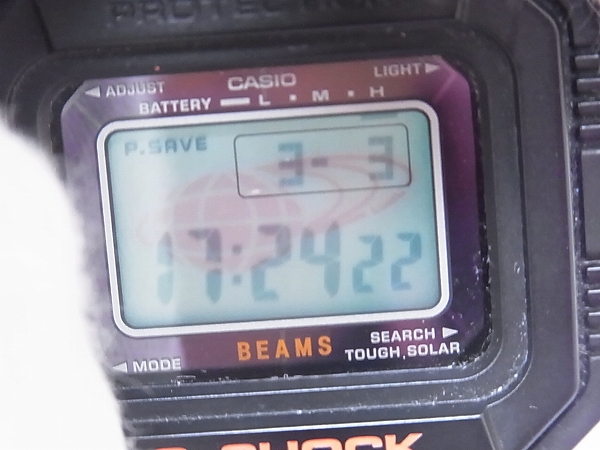 PROTECTION
◀ADJUST CASIO LIGHT▶
BATTERY L · M · H
P.SAVE
3- 3
17:24 22
BEAMS
SEARCH▶
◀MODE TOUGH, SOLAR
G-SHOCK